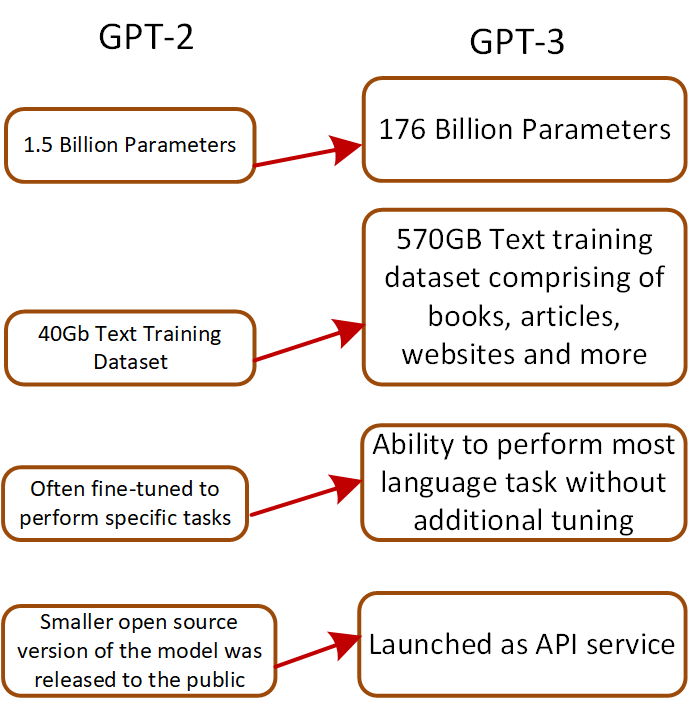 GPT-2
GPT-3
1.5 Billion Parameters
176 Billion Parameters
40Gb Text Training
Dataset
570GB Text training
dataset comprising of
books, articles,
websites and more
Often fine-tuned to
perform specific tasks
Ability to perform most
language task without
additional tuning
Smaller open source
version of the model was
released to the public
Launched as API service